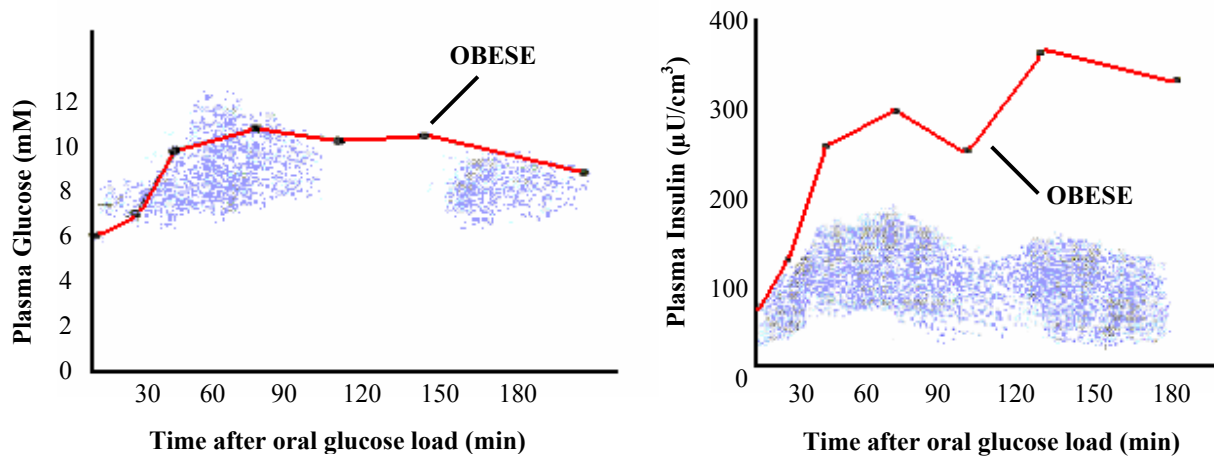 OBESE
Plasma Glucose (mM)
12
10
8
6
4
2
0
30 60 90 120 150 180
Time after oral glucose load (min)
Plasma Insulin (µU/cm³)
400
300
200
100
0
OBESE
30 60 90 120 150 180
Time after oral glucose load (min)